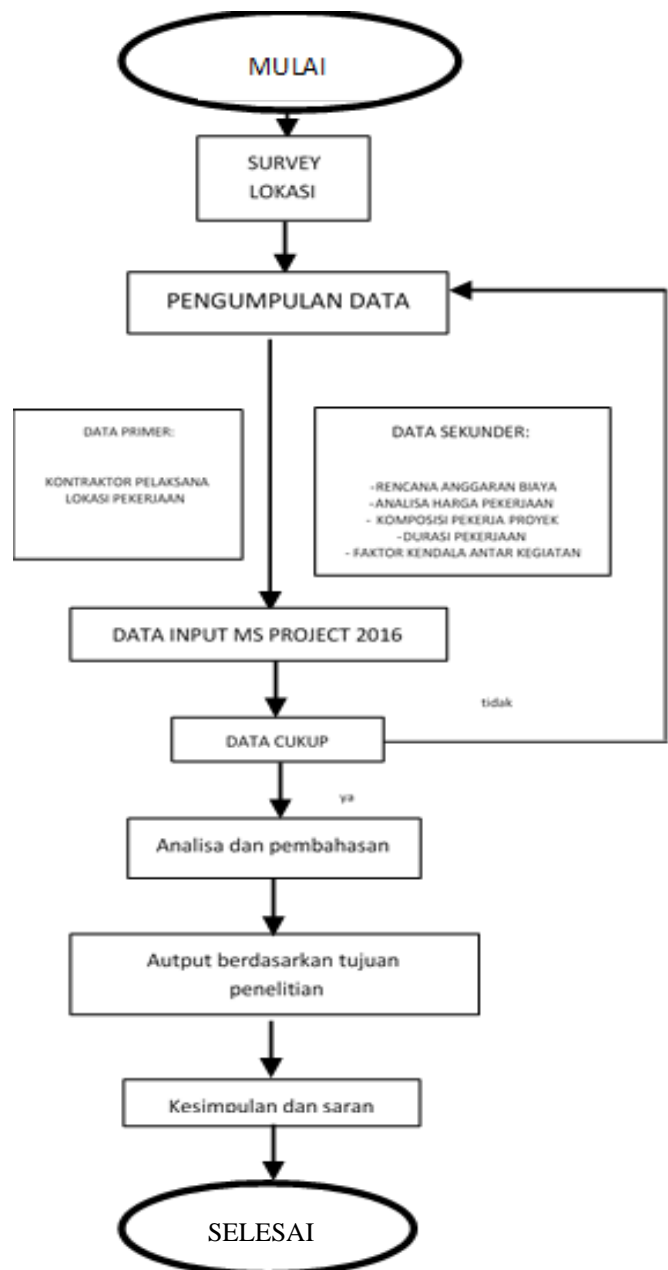 MULAI
SURVEY
LOKASI
PENGUMPULAN DATA
DATA PRIMER:
KONTRAKTOR PELAKSANA
LOKASI PEKERJAAN
DATA SEKUNDER:
-RENCANA ANGGARAN BIAYA
-ANALISA HARGA PEKERJAAN
- KOMPOSISI PEKERJA PROYEK
-DURASI PEKERJAAN
- FAKTOR KENDALA ANTAR KEGIATAN
DATA INPUT MS PROJECT 2016
tidak
DATA CUKUP
ya
Analisa dan pembahasan
Autput berdasarkan tujuan
penelitian
Kesimpulan dan saran
SELESAI